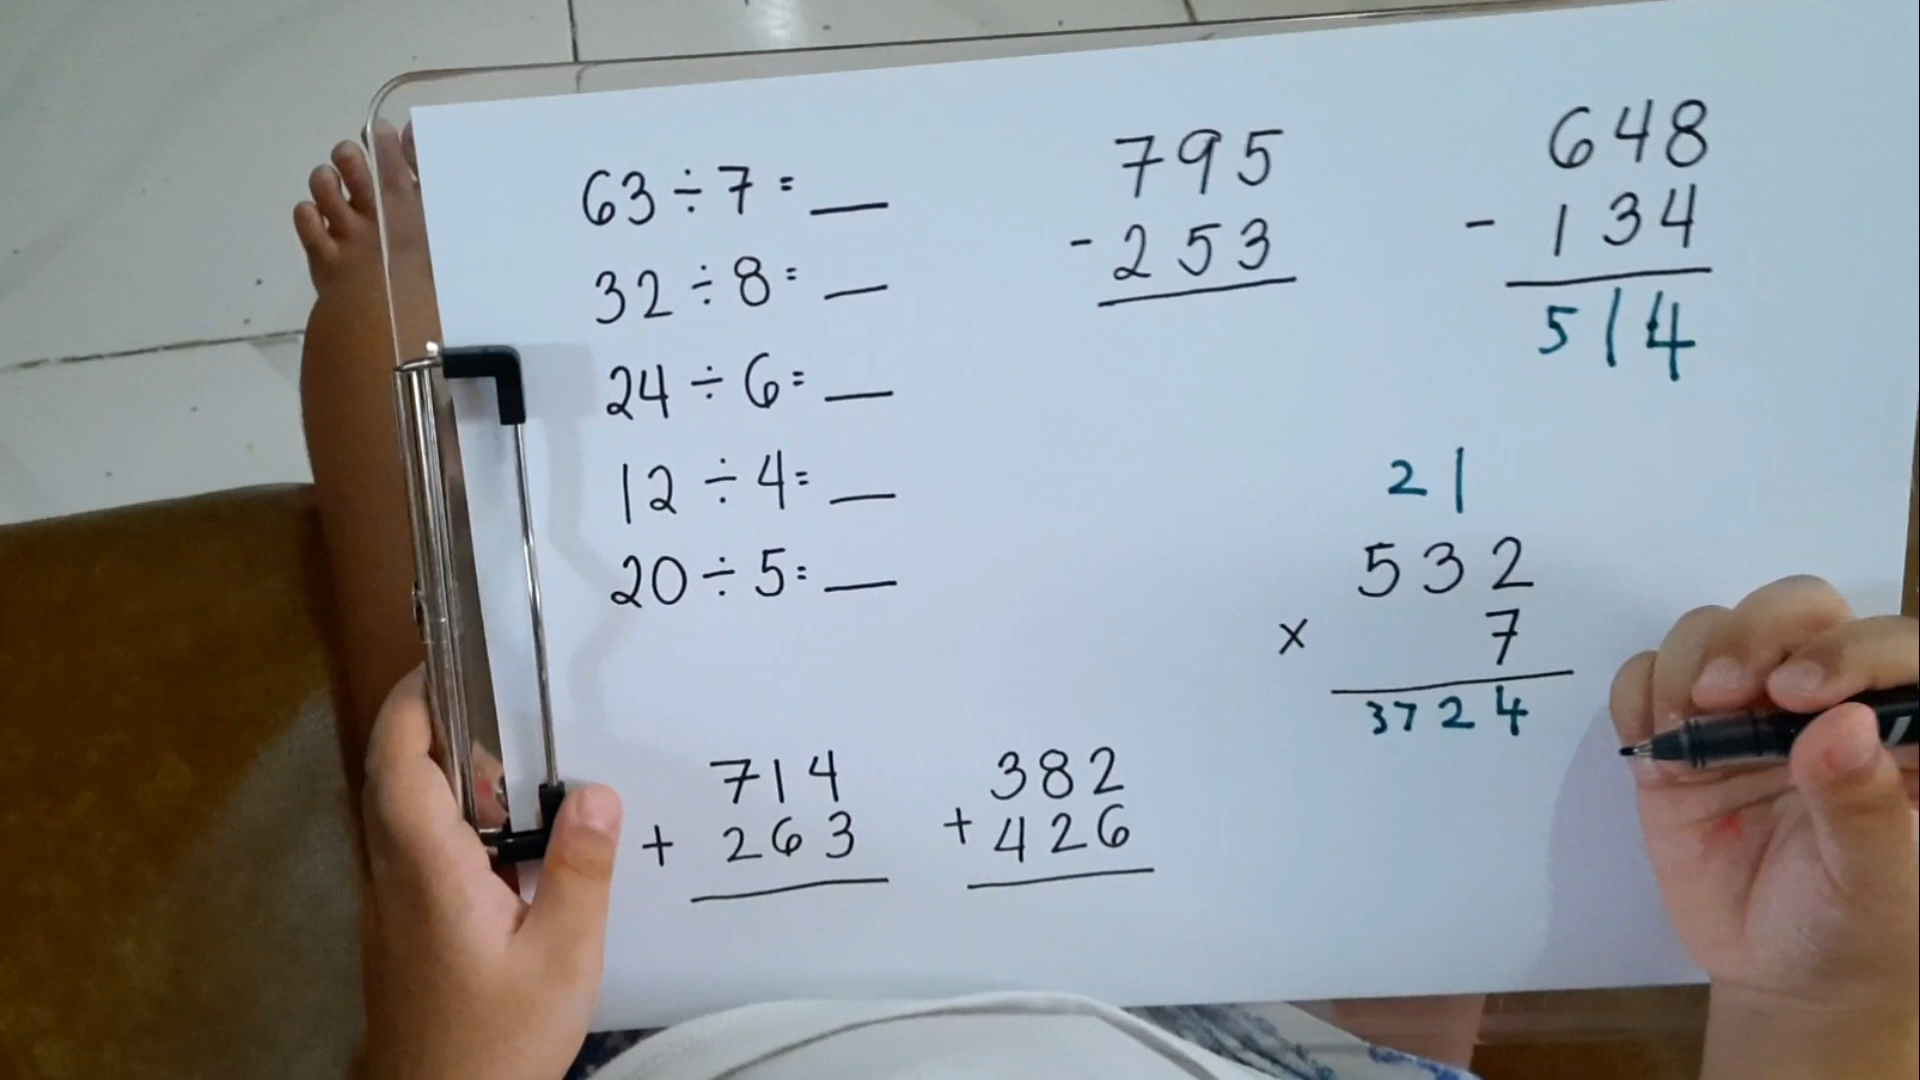 63 ÷ 7 = __
32 ÷ 8 = __
24 ÷ 6 = __
12 ÷ 4 = __
20 ÷ 5 = __
795
- 253
648
- 134
514
21
532
x 7
3724
714
+ 263
382
+ 426